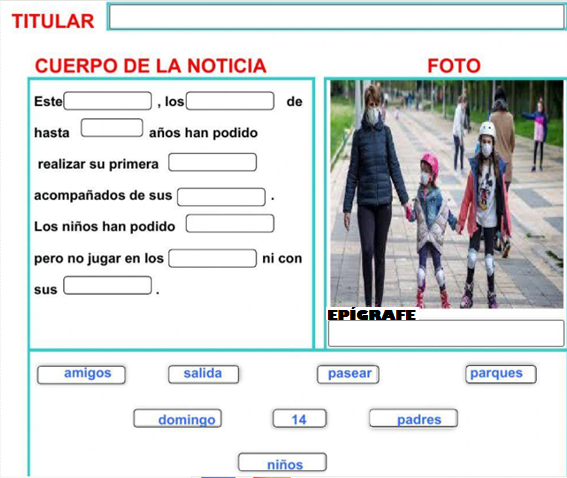 TITULAR
CUERPO DE LA NOTICIA
FOTO
Este , los de
hasta años han podido
realizar su primera
acompañados de sus .
Los niños han podido
pero no jugar en los ni con
sus .
EPÍGRAFE
amigos salida pasear parques
domingo 14 padres
niños